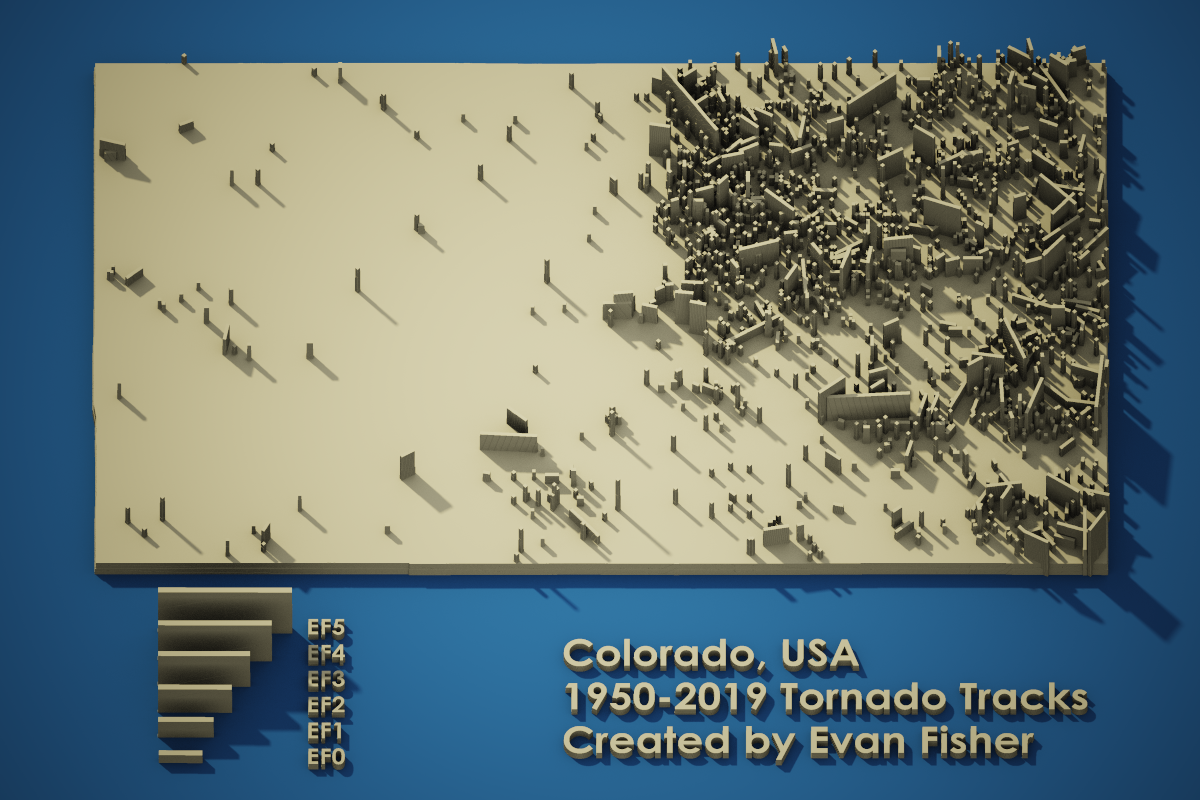 EF5
EF4
EF3
EF2
EF1
EF0
Colorado, USA
1950-2019 Tornado Tracks
Created by Evan Fisher